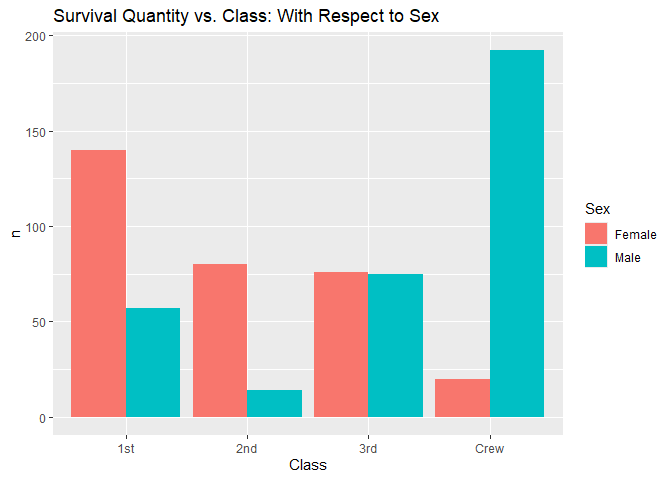 Survival Quantity vs. Class: With Respect to Sex
200
150
100
50
0
n
1st
2nd
3rd
Crew
Class
Sex
Female
Male